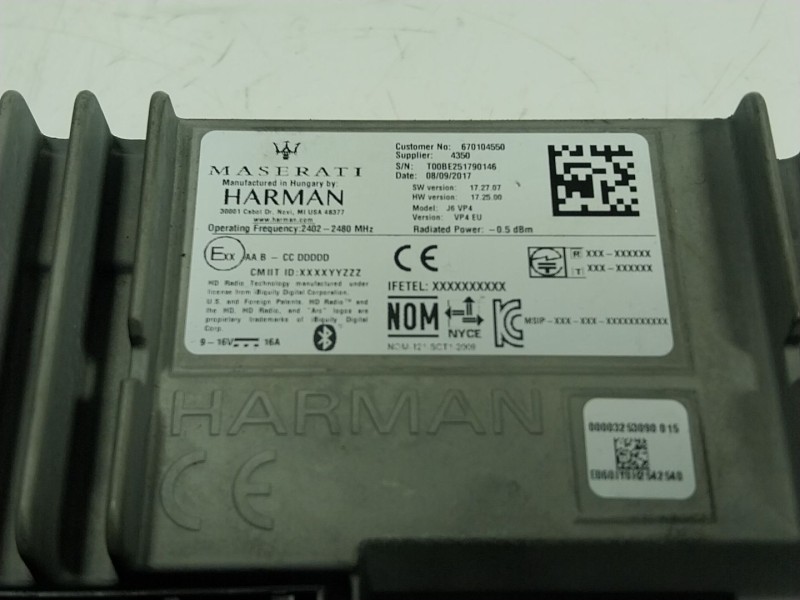 MASERATI
Manufactured in Hungary by:
HARMAN
30001 Cabot Dr. Novi, MI USA 48377
www.harman.com
Operating Frequency: 2402 - 2480 MHz
Customer No: 670104550
Supplier: 4350
S/N: T00BE251790146
Date: 08/09/2017
SW version: 17.27.07
HW version: 17.25.00
Model: J6 VP4
Version: VP4 EU
Radiated Power: -0.5 dBm
Exx AA B - CC DDDDD
CMIIT ID:XXXXYYZZZ
HD Radio Technology manufactured under
license from iBiquity Digital Corporation.
U.S. and Foreign Patents. HD Radio™ and
the HD, HD Radio, and "Arc" logos are
proprietary trademarks of iBiquity Digital
Corp.
9 - 16V 16A
CE
R XXX-XXXXXX
T XXX-XXXXXX
IFETEL: XXXXXXXXXX
NOM
NYCE
NOM-121-SCT1-2009
MSIP-XXX-XXX-XXXXXXXXXXX
HARMAN
CE
00003253090 015